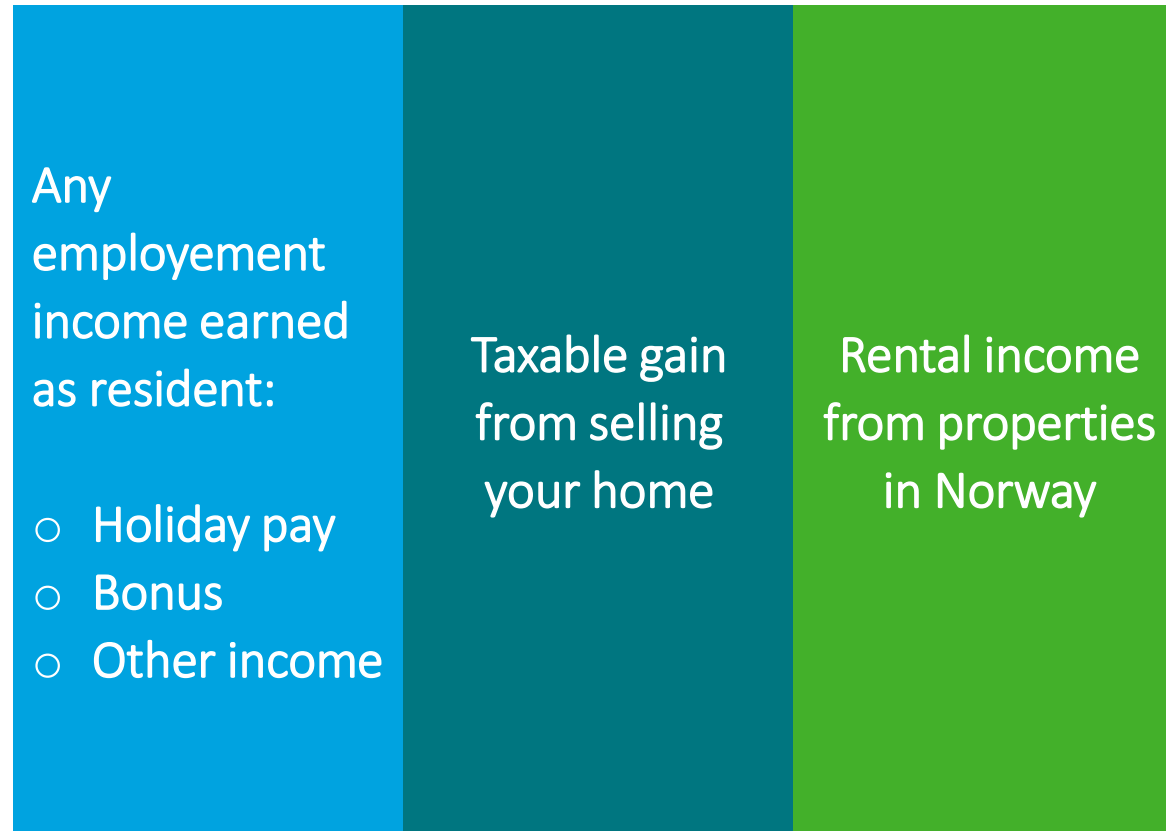 Any
employement
income earned
as resident:
o Holiday pay
o Bonus
o Other income
Taxable gain
from selling
your home
Rental income
from properties
in Norway